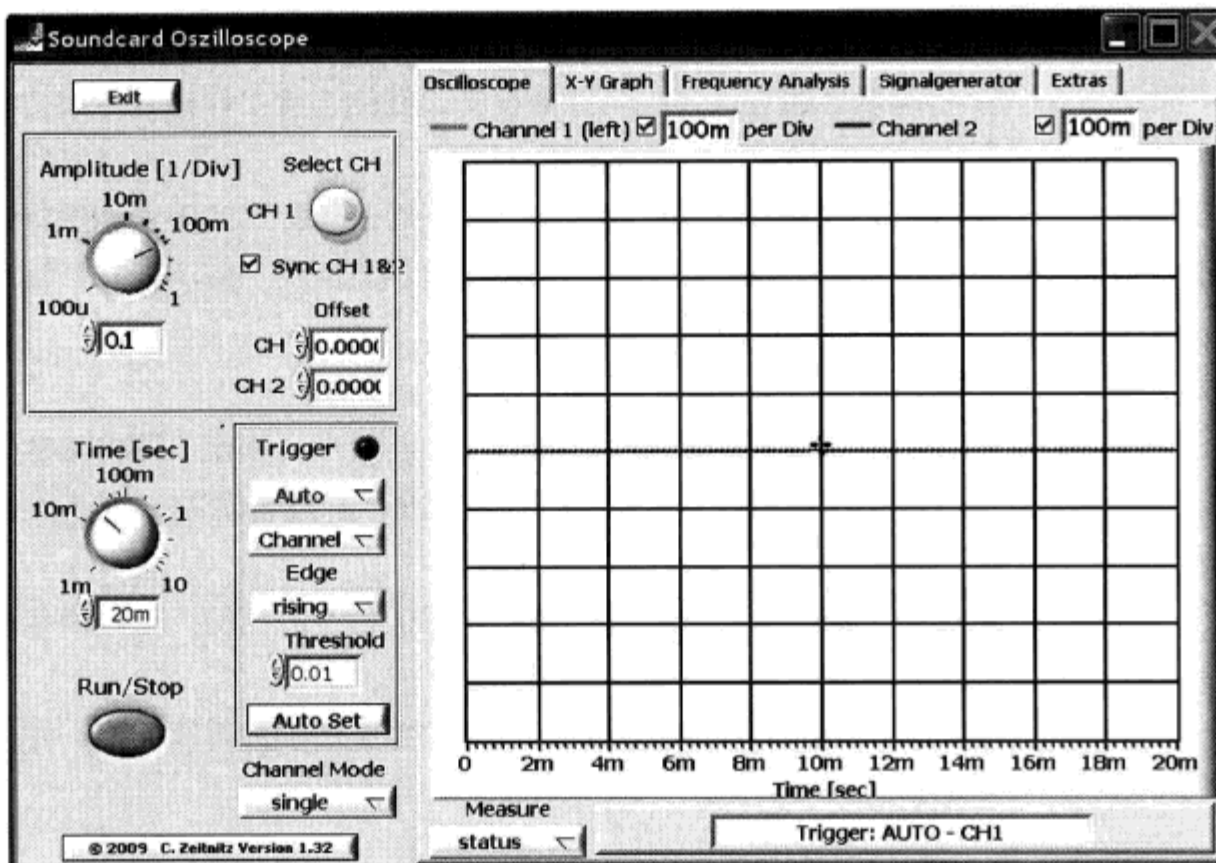 Soundcard Oszilloscope
Exit
Amplitude [1/Div]
10m
1m
100m
100u
1
0.1
Select CH
CH 1
Sync CH 1&2
Offset
CH 0.000(
CH 2 0.000(
Time [sec]
100m
10m
1
1m
10
20m
Run/Stop
Trigger
Auto
Channel
Edge
rising
Threshold
0.01
Auto Set
Channel Mode
single
© 2009 C. Zeitnitz Version 1.32
Oscilloscope X-Y Graph Frequency Analysis Signalgenerator Extras
Channel 1 (left) 100m per Div Channel 2 100m per Div
0 2m 4m 6m 8m 10m 12m 14m 16m 18m 20m
Time [sec]
Measure
status
Trigger: AUTO - CH1